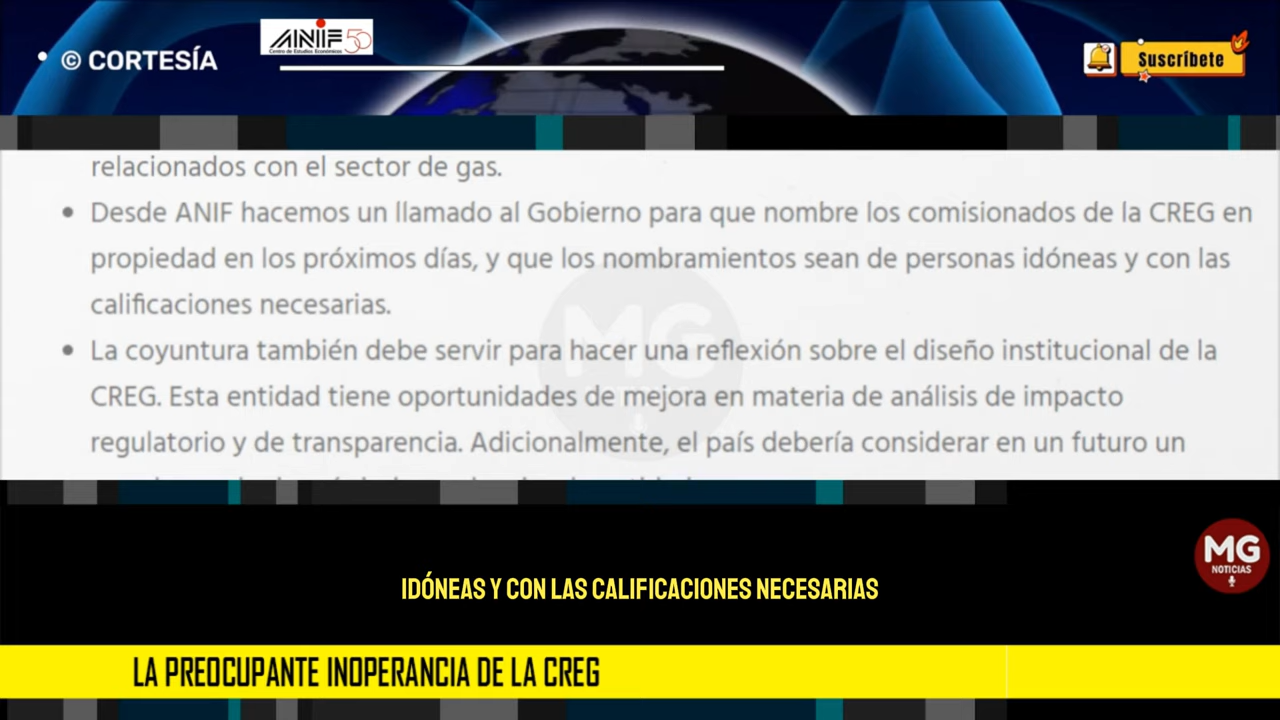 © CORTESÍA
ANIF 50
Centro de Estudios Económicos
Suscríbete
relacionados con el sector de gas.
• Desde ANIF hacemos un llamado al Gobierno para que nombre los comisionados de la CREG en
propiedad en los próximos días, y que los nombramientos sean de personas idóneas y con las
calificaciones necesarias.
• La coyuntura también debe servir para hacer una reflexión sobre el diseño institucional de la
CREG. Esta entidad tiene oportunidades de mejora en materia de análisis de impacto
regulatorio y de transparencia. Adicionalmente, el país debería considerar en un futuro un
MG
MG
NOTICIAS
IDÓNEAS Y CON LAS CALIFICACIONES NECESARIAS
LA PREOCUPANTE INOPERANCIA DE LA CREG